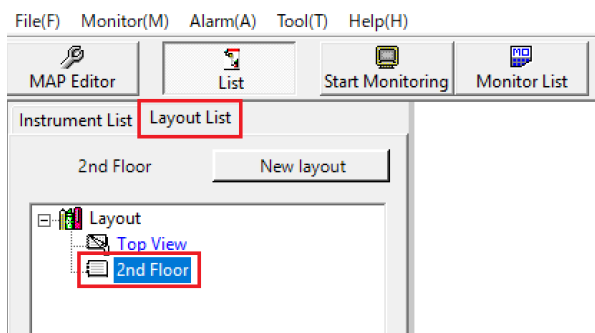 File(F) Monitor(M) Alarm(A) Tool(T) Help(H)
MAP Editor List Start Monitoring MD Monitor List
Instrument List Layout List
2nd Floor New layout
Layout
Top View
2nd Floor